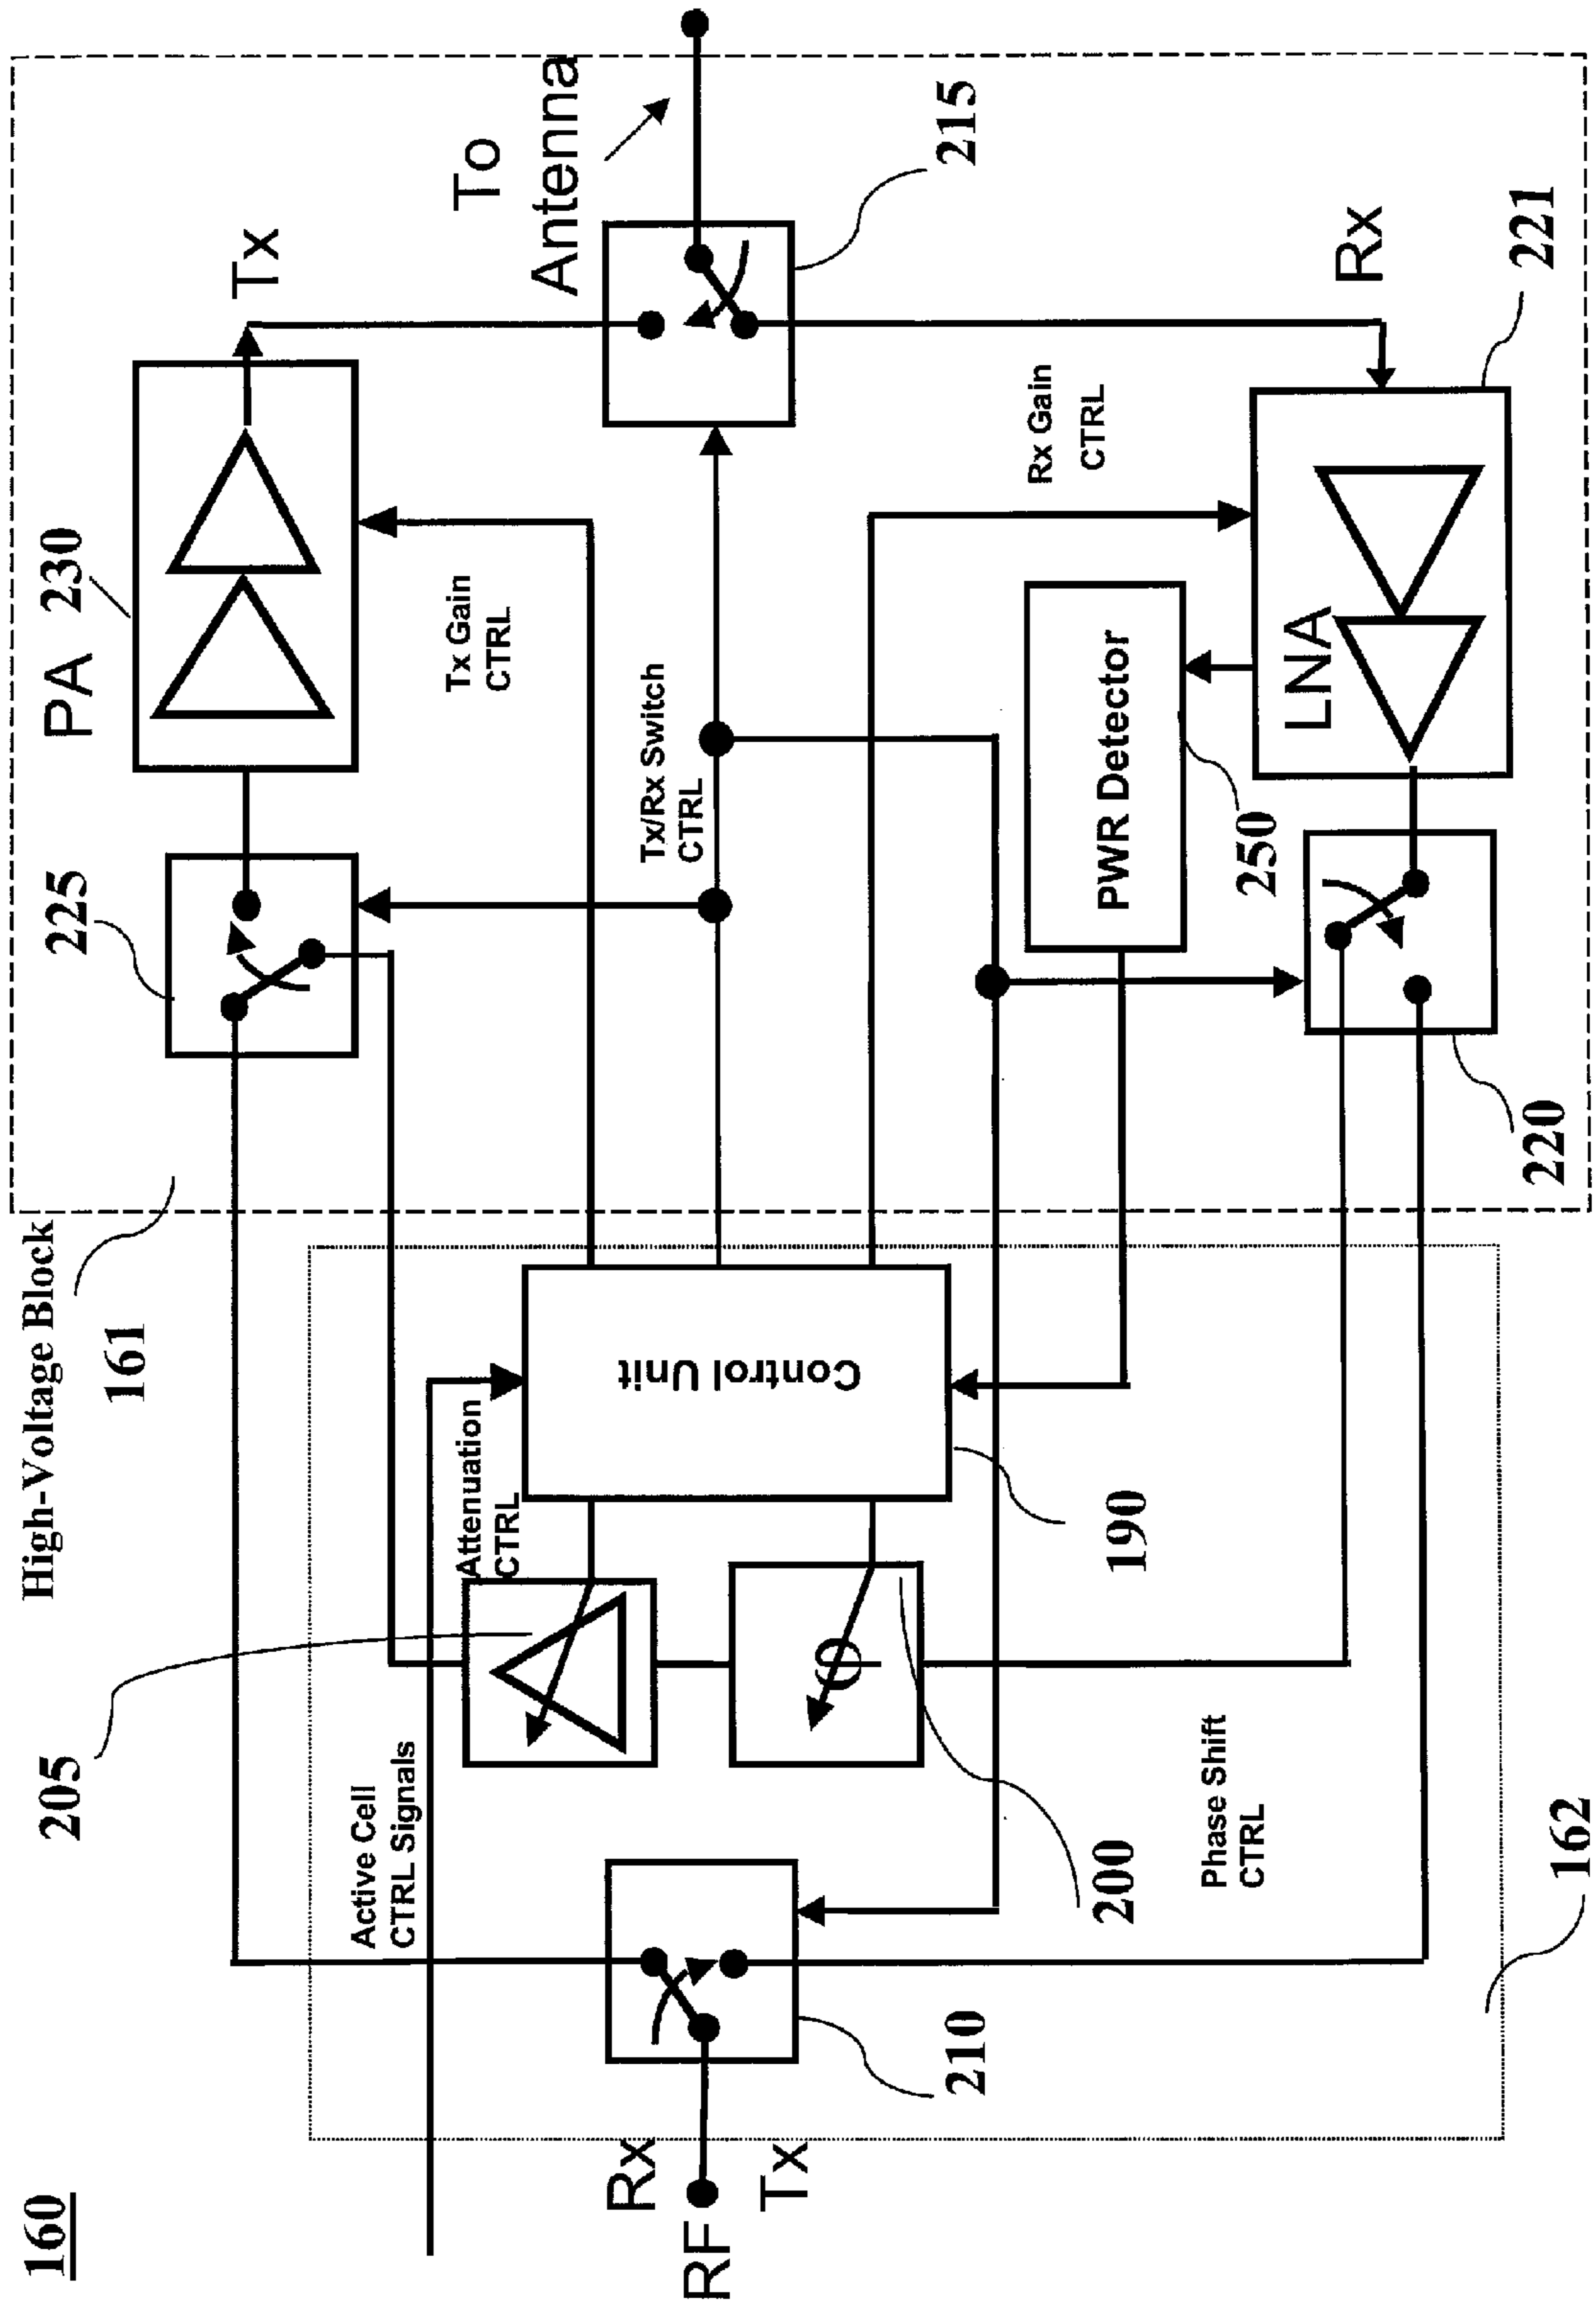 160
High-Voltage Block
161
225
PA 230
Tx
To
Antenna
215
Tx Gain
CTRL
Tx/Rx Switch
CTRL
Rx Gain
CTRL
Rx
221
LNA
PWR Detector
250
220
205
Active Cell
CTRL Signals
Attenuation
CTRL
Control Unit
190
φ
200
Phase Shift
CTRL
210
162
Rx
RF
Tx